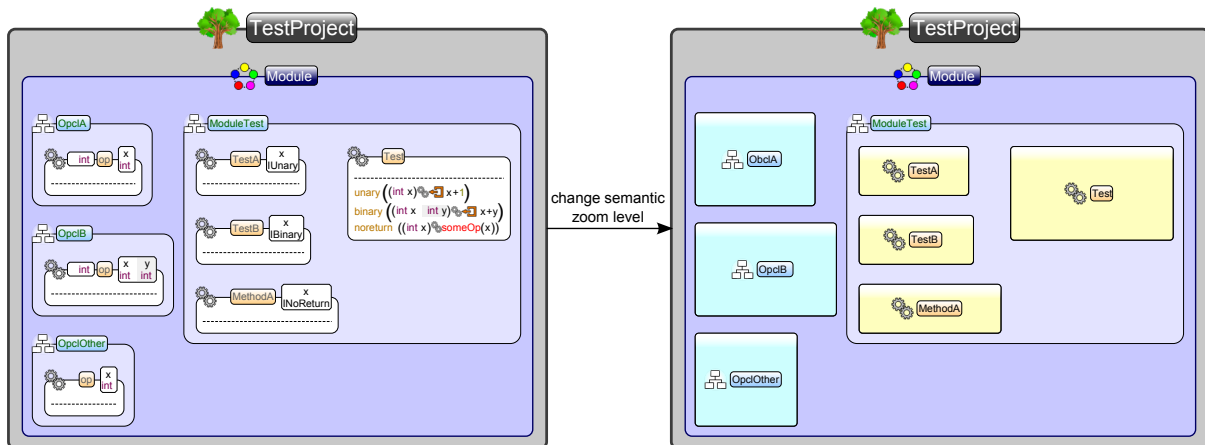 TestProject
Module
OpclA
int op x
int
OpclB
int op x y
int int
OpclOther
op x
int
ModuleTest
TestA x
IUnary
TestB x
IBinary
MethodA x
INoReturn
Test
unary ((int x) x+1)
binary ((int x int y) x+y)
noreturn ((int x) someOp(x))
change semantic
zoom level
TestProject
Module
ObclA
OpclB
OpclOther
ModuleTest
TestA
TestB
MethodA
Test